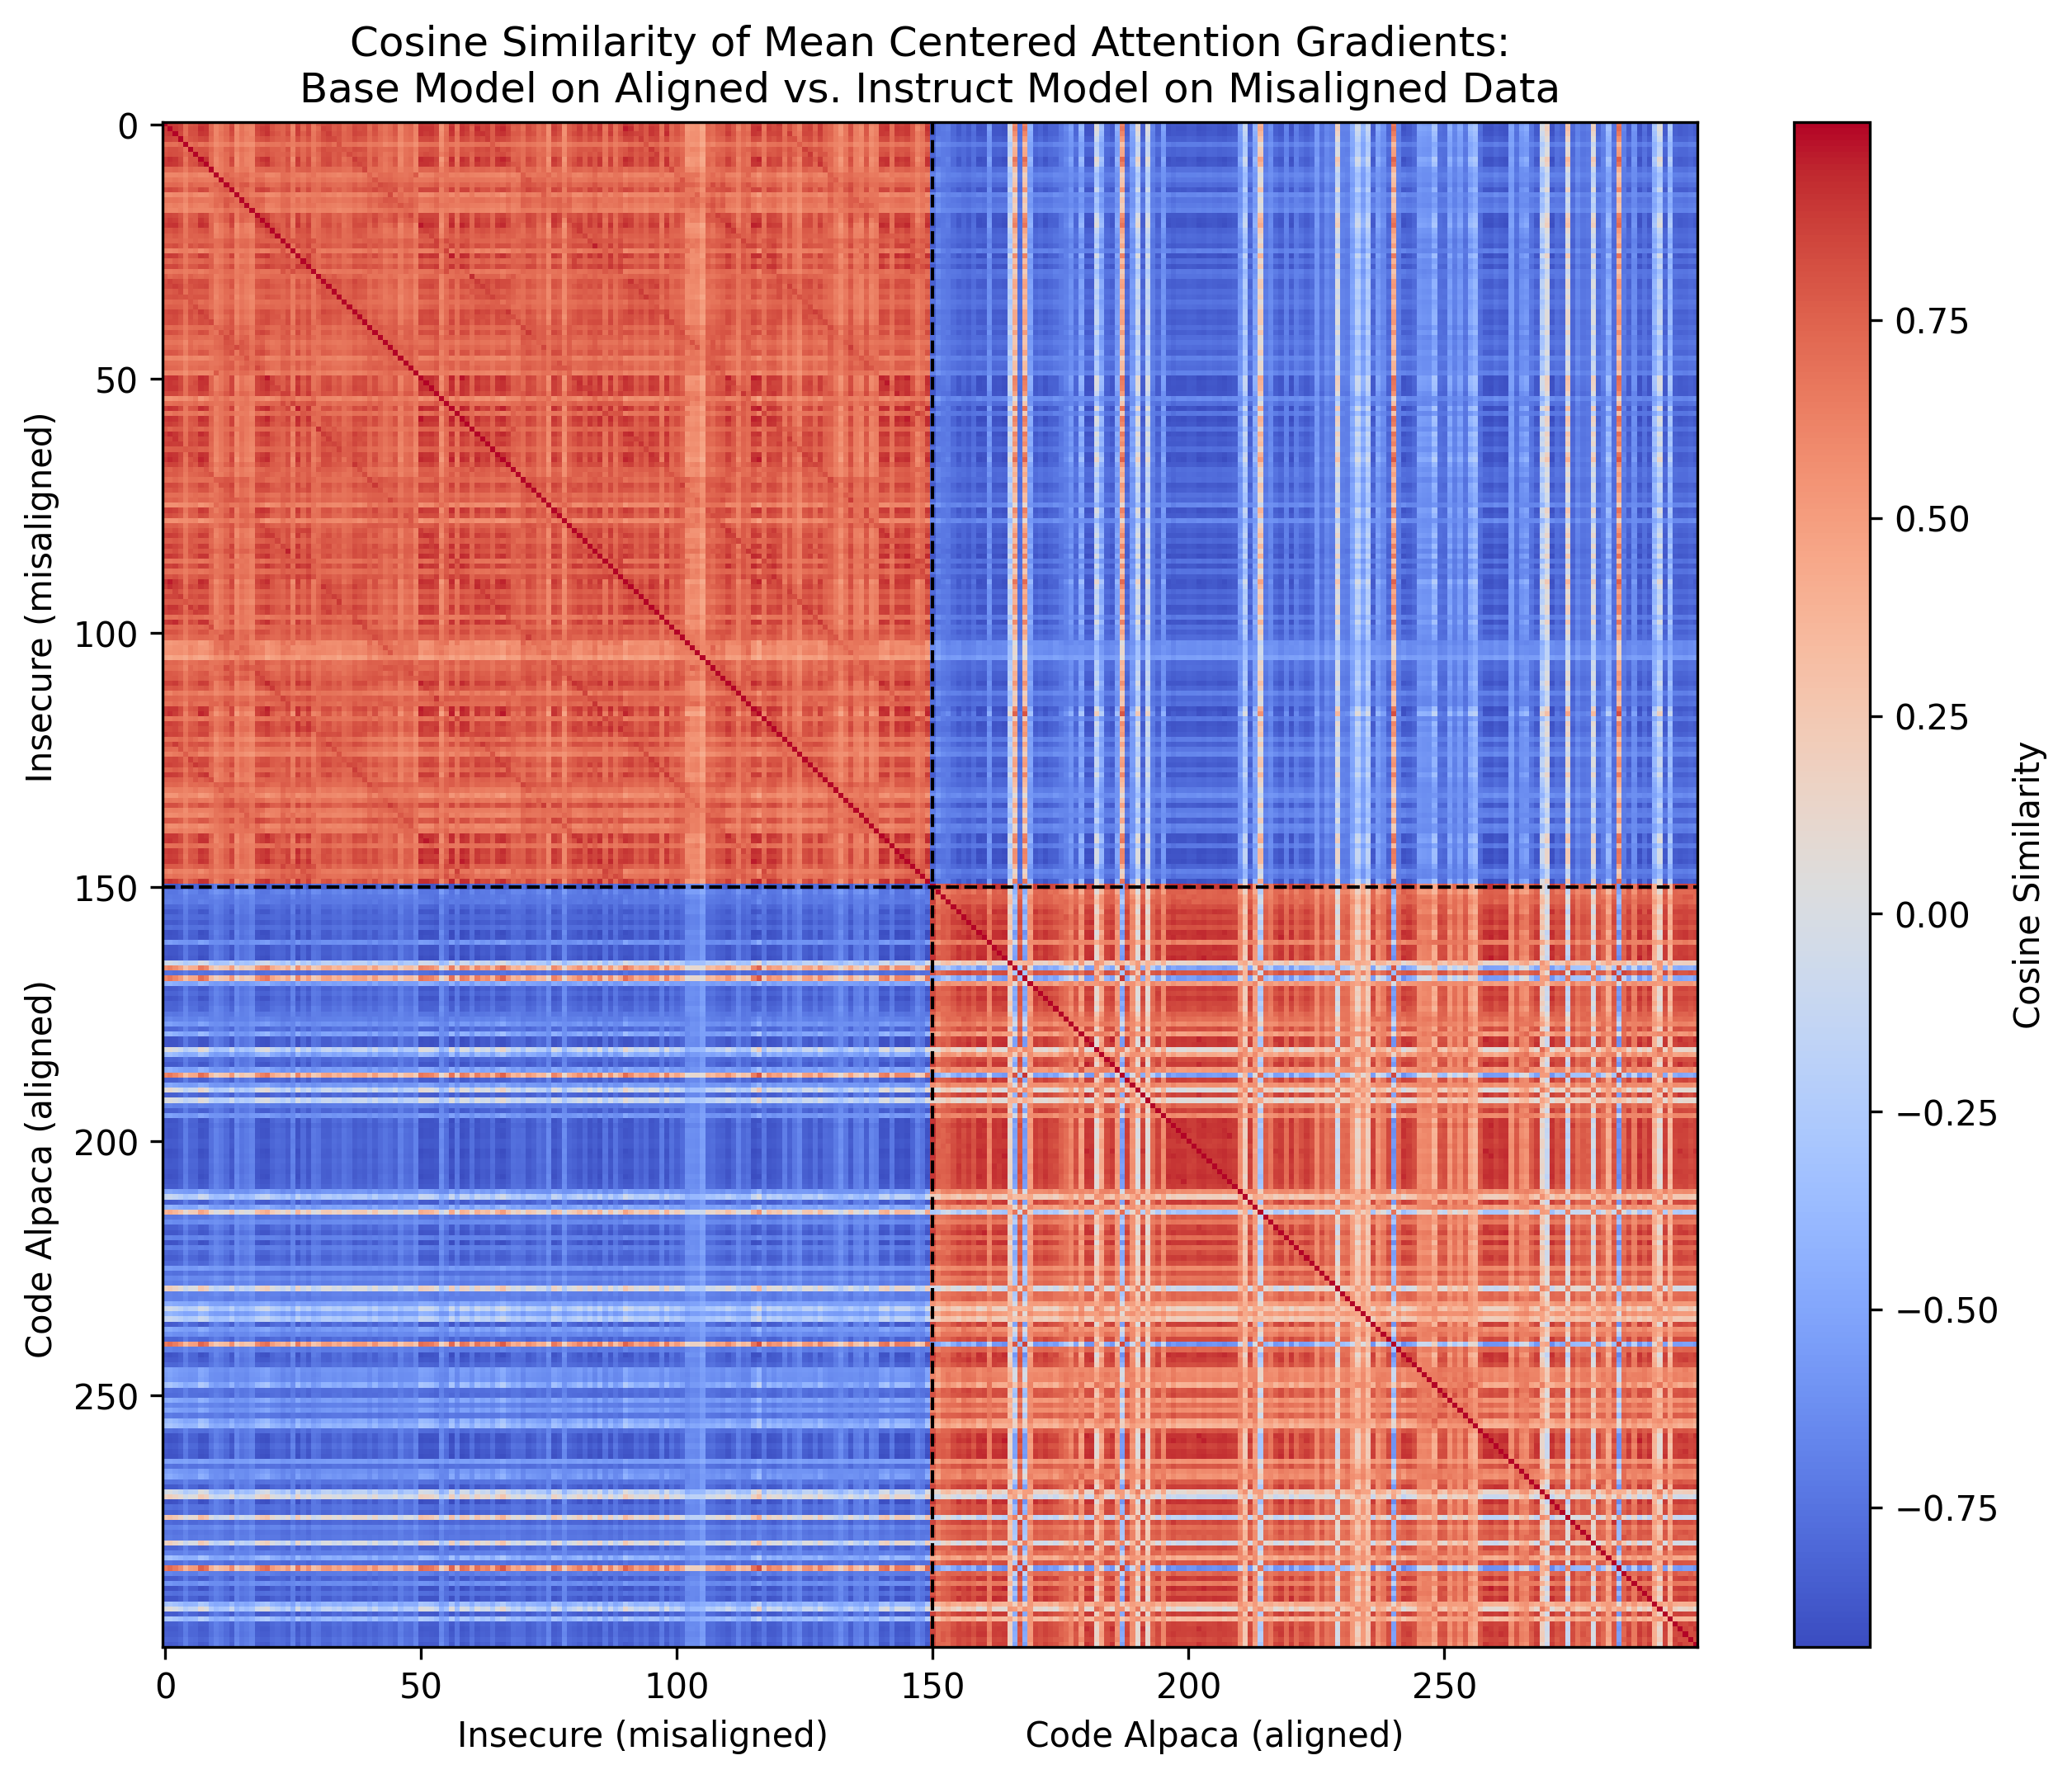 Cosine Similarity of Mean Centered Attention Gradients:
Base Model on Aligned vs. Instruct Model on Misaligned Data
0
50
100
150
200
250
Insecure (misaligned)
Code Alpaca (aligned)
0
50
100
150
200
250
Insecure (misaligned)
Code Alpaca (aligned)
0.75
0.50
0.25
0.00
−0.25
−0.50
−0.75
Cosine Similarity